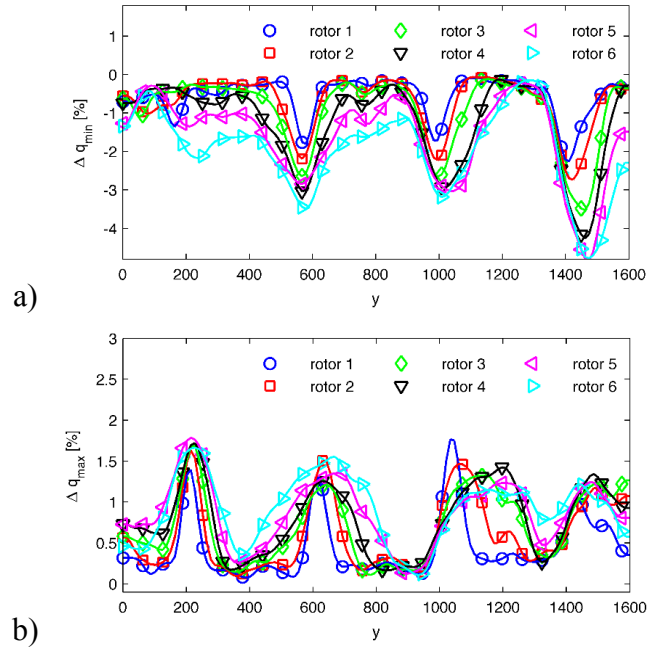 rotor 1 rotor 3 rotor 5
rotor 2 rotor 4 rotor 6
1
0
-1
-2
-3
-4
Δ q_min [%]
0 200 400 600 800 1000 1200 1400 1600
y
a)
rotor 1 rotor 3 rotor 5
rotor 2 rotor 4 rotor 6
3
2.5
2
1.5
1
0.5
0
Δ q_max [%]
0 200 400 600 800 1000 1200 1400 1600
y
b)